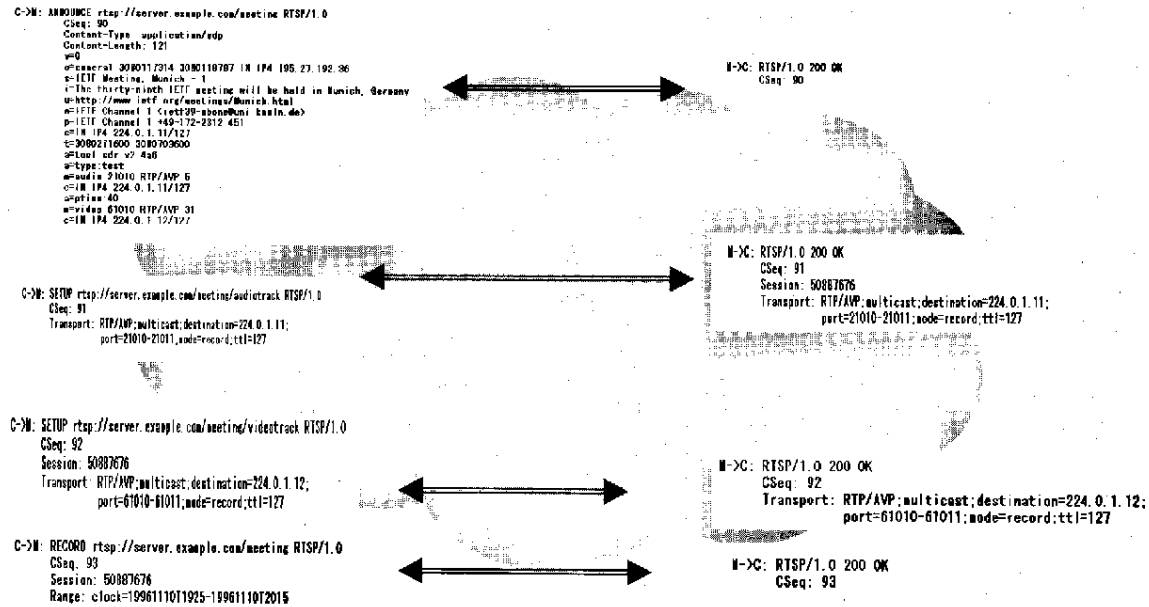 C->M: ANNOUNCE rtsp://server.example.com/meeting RTSP/1.0
CSeq: 90
Content-Type application/sdp
Content-Length: 121
v=0
o=camera1 3080117314 3080118787 IN IP4 195.27.192.36
s=IETF Meeting, Munich - 1
i=The thirty-ninth IETF meeting will be held in Munich, Germany
u=http://www.ietf.org/meetings/Munich.html
e=IETF Channel 1 <ietf39-mbone@uni-koeln.de>
p=IETF Channel 1 +49-172-2312 451
c=IN IP4 224.0.1.11/127
t=3080271600 3080703600
a=tool sdr v2 4a6
a=type:test
m=audio 21010 RTP/AVP 5
c=IN IP4 224.0.1.11/127
a=ptime 40
m=video 61010 RTP/AVP 31
c=IN IP4 224.0.1.12/127
M->C: RTSP/1.0 200 OK
CSeq: 90
C->M: SETUP rtsp://server.example.com/meeting/audiotrack RTSP/1.0
CSeq: 91
Transport: RTP/AVP;multicast;destination=224.0.1.11;
port=21010-21011;mode=record;ttl=127
M->C: RTSP/1.0 200 OK
CSeq: 91
Session: 50887676
Transport: RTP/AVP;multicast;destination=224.0.1.11;
port=21010-21011;mode=record;ttl=127
C->M: SETUP rtsp://server.example.com/meeting/videotrack RTSP/1.0
CSeq: 92
Session: 50887676
Transport: RTP/AVP;multicast;destination=224.0.1.12;
port=61010-61011;mode=record;ttl=127
M->C: RTSP/1.0 200 OK
CSeq: 92
Transport: RTP/AVP;multicast;destination=224.0.1.12;
port=61010-61011;mode=record;ttl=127
C->M: RECORD rtsp://server.example.com/meeting RTSP/1.0
CSeq. 93
Session: 50887676
Range: clock=19961110T1925-19961110T2015
M->C: RTSP/1.0 200 OK
CSeq: 93